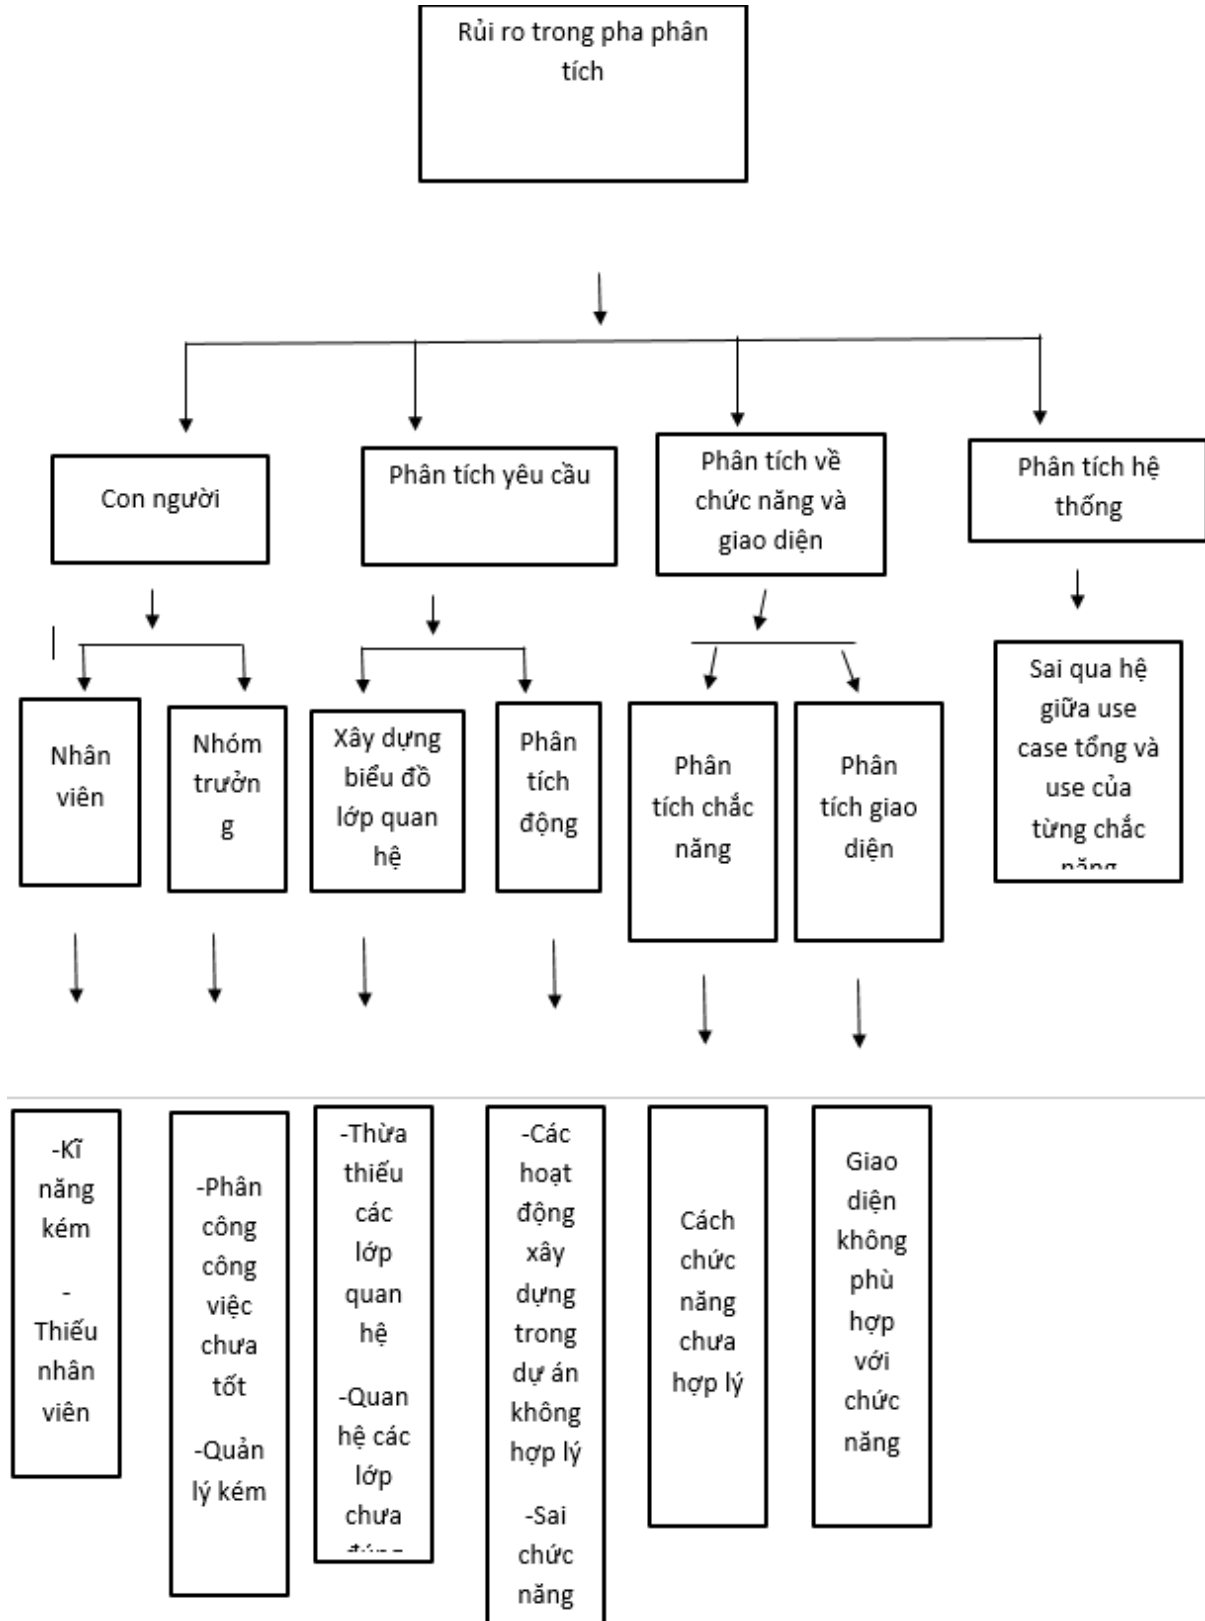 Rủi ro trong pha phân
tích
Con người
Phân tích yêu cầu
Phân tích về
chức năng và
giao diện
Phân tích hệ
thống
Nhân
viên
Nhóm
trưởn
g
Xây dựng
biểu đồ
lớp quan
hệ
Phân
tích
động
Phân
tích chắc
năng
Phân
tích giao
diện
Sai qua hệ
giữa use
case tổng và
use của
từng chắc
năng
-Kĩ
năng
kém
-
Thiếu
nhân
viên
-Phân
công
công
việc
chưa
tốt
-Quản
lý kém
-Thừa
thiếu
các
lớp
quan
hệ
-Quan
hệ các
lớp
chưa
đúng
-Các
hoạt
động
xây
dựng
trong
dự án
không
hợp lý
-Sai
chức
năng
Cách
chức
năng
chưa
hợp lý
Giao
diện
không
phù
hợp
với
chức
năng